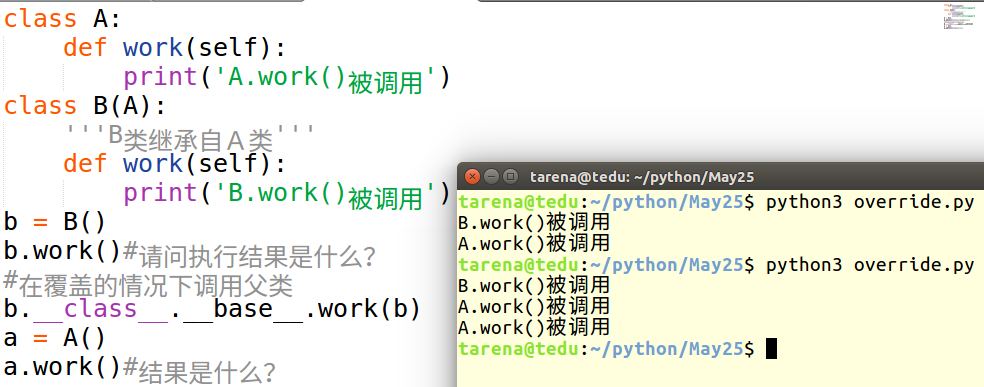 class A:
    def work(self):
        print('A.work()被调用')
class B(A):
    '''B类继承自Ａ类'''
    def work(self):
        print('B.work()被调用')
b = B()
b.work()#请问执行结果是什么?
#在覆盖的情况下调用父类
b.__class__.__base__.work(b)
a = A()
a.work()#结果是什么?
tarena@tedu: ~/python/May25
tarena@tedu:~/python/May25$ python3 override.py
B.work()被调用
A.work()被调用
tarena@tedu:~/python/May25$ python3 override.py
B.work()被调用
A.work()被调用
A.work()被调用
tarena@tedu:~/python/May25$